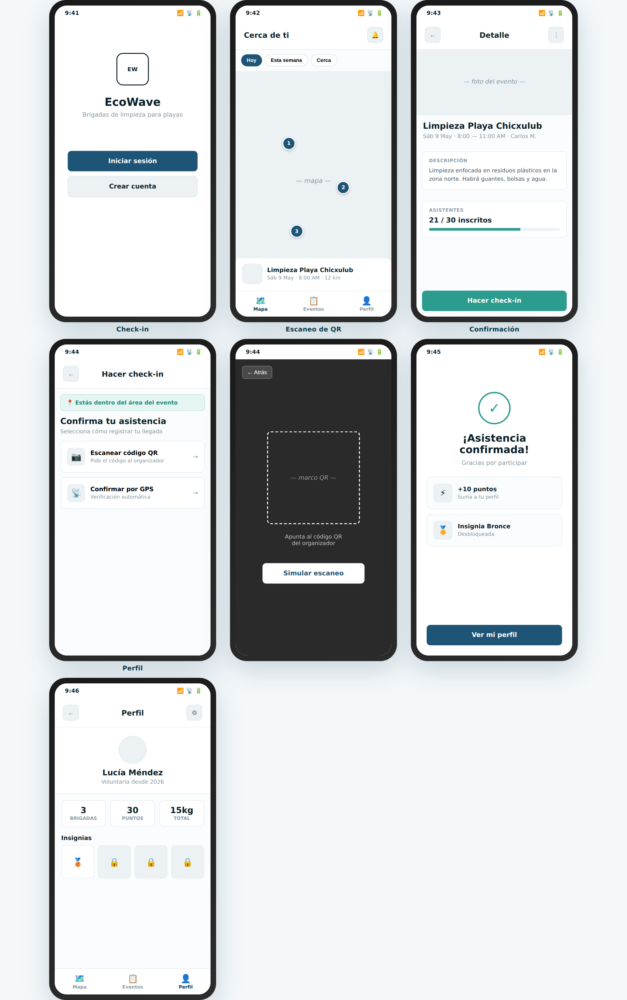 9:41
EW
EcoWave
Brigadas de limpieza para playas
Iniciar sesión
Crear cuenta
9:42
Cerca de ti
Hoy
Esta semana
Cerca
1
— mapa —
2
3
Limpieza Playa Chicxulub
Sáb 9 May · 8:00 AM · 12 km
Mapa
Eventos
Perfil
9:43
←
Detalle
⋮
— foto del evento —
Limpieza Playa Chicxulub
Sáb 9 May · 8:00 — 11:00 AM · Carlos M.
DESCRIPCIÓN
Limpieza enfocada en residuos plásticos en la
zona norte. Habrá guantes, bolsas y agua.
ASISTENTES
21 / 30 inscritos
Hacer check-in
Check-in
9:44
←
Hacer check-in
📍 Estás dentro del área del evento
Confirma tu asistencia
Selecciona cómo registrar tu llegada
Escanear código QR
Pide el código al organizador
→
Confirmar por GPS
Verificación automática
→
Escaneo de QR
9:44
← Atrás
— marco QR —
Apunta al código QR
del organizador
Simular escaneo
Confirmación
9:45
✓
¡Asistencia
confirmada!
Gracias por participar
+10 puntos
Suma a tu perfil
Insignia Bronce
Desbloqueada
Ver mi perfil
Perfil
9:46
←
Perfil
Lucía Méndez
Voluntaria desde 2026
3
BRIGADAS
30
PUNTOS
15kg
TOTAL
Insignias
Mapa
Eventos
Perfil